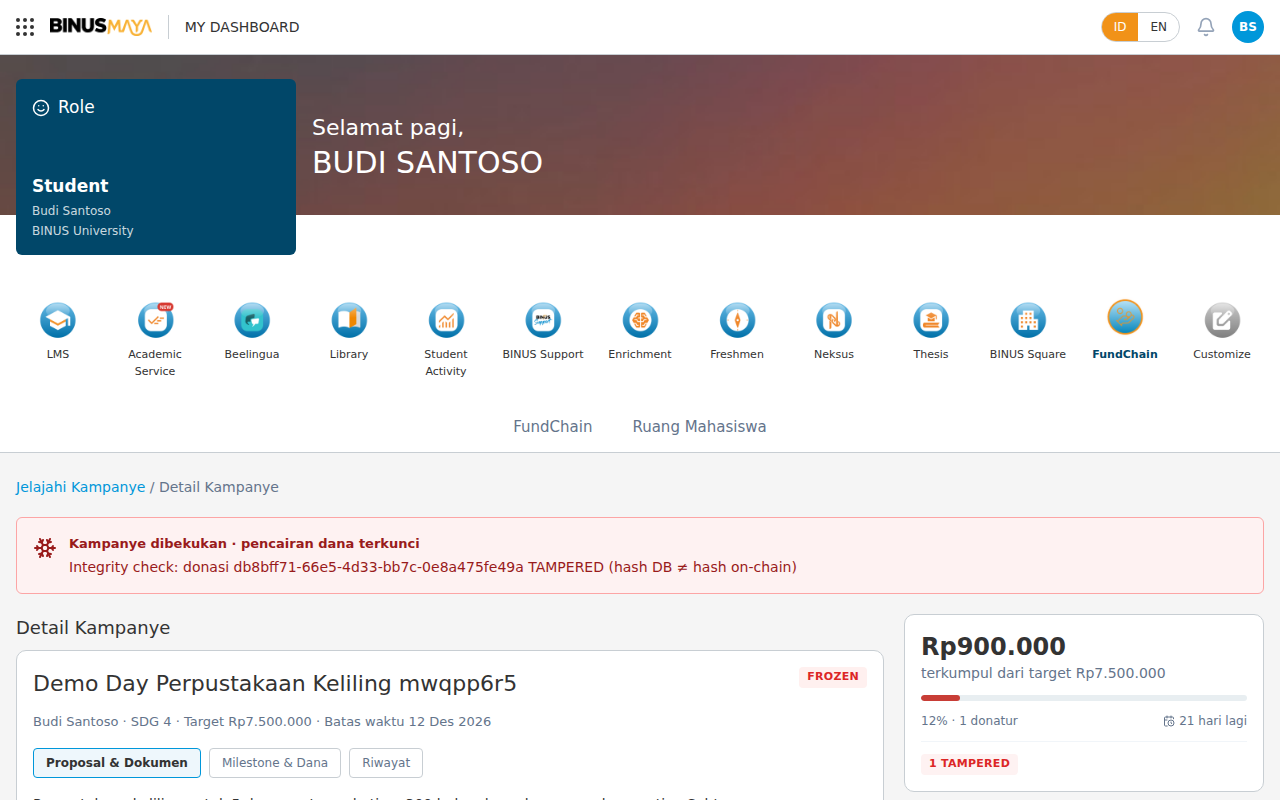 BINUSMAYA MY DASHBOARD ID EN BS
Role
Selamat pagi,
BUDI SANTOSO
Student
Budi Santoso
BINUS University
LMS
Academic Service
NEW
Beelingua
Library
Student Activity
BINUS Support
BINUS Support
Enrichment
Freshmen
Neksus
Thesis
BINUS Square
FundChain
Customize
FundChain Ruang Mahasiswa
Jelajahi Kampanye / Detail Kampanye
Kampanye dibekukan · pencairan dana terkunci
Integrity check: donasi db8bff71-66e5-4d33-bb7c-0e8a475fe49a TAMPERED (hash DB ≠ hash on-chain)
Detail Kampanye
Demo Day Perpustakaan Keliling mwqpp6r5
FROZEN
Budi Santoso · SDG 4 · Target Rp7.500.000 · Batas waktu 12 Des 2026
Proposal & Dokumen Milestone & Dana Riwayat
Rp900.000
terkumpul dari target Rp7.500.000
12% · 1 donatur 21 hari lagi
1 TAMPERED